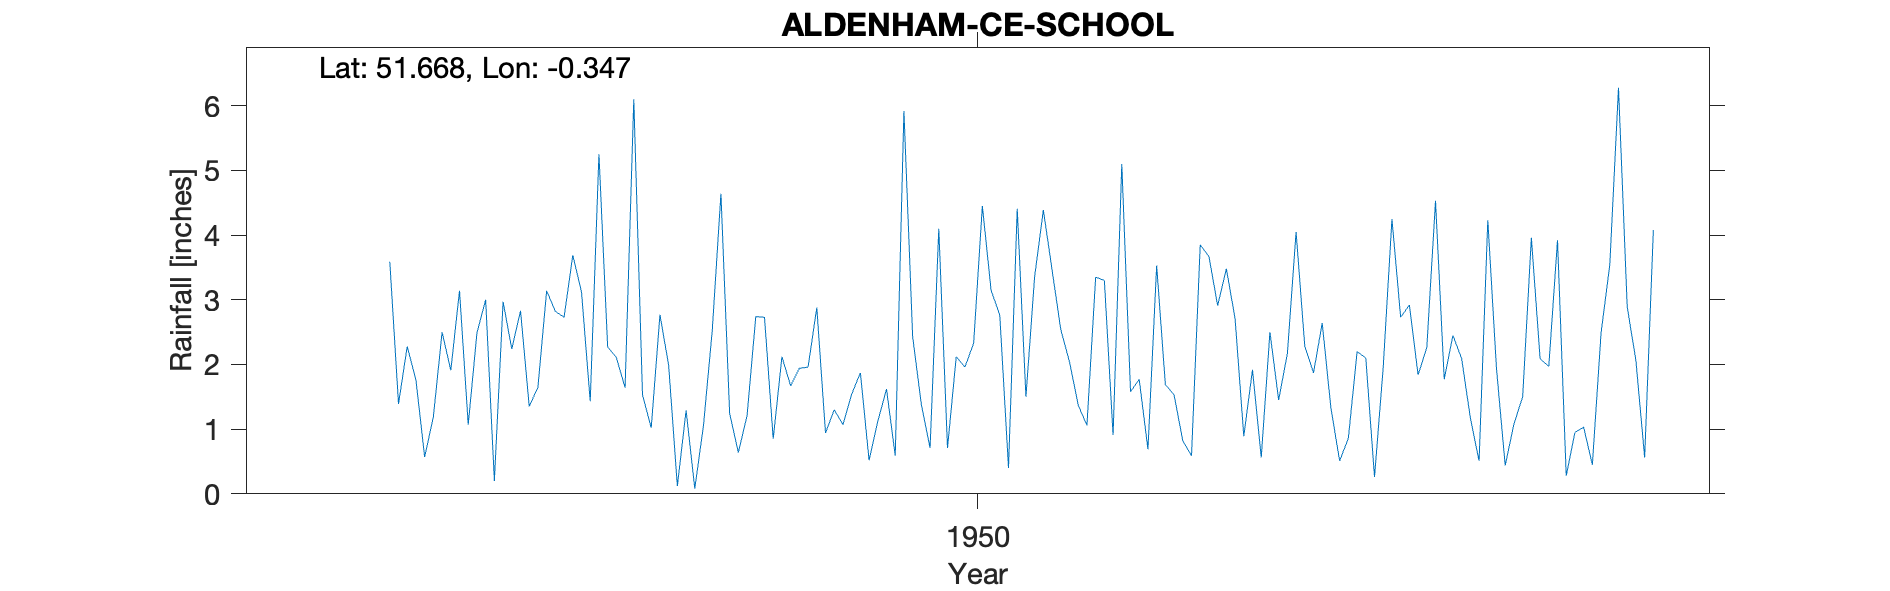 ALDENHAM-CE-SCHOOL
Lat: 51.668, Lon: -0.347
Rainfall [inches]
6
5
4
3
2
1
0
1950
Year